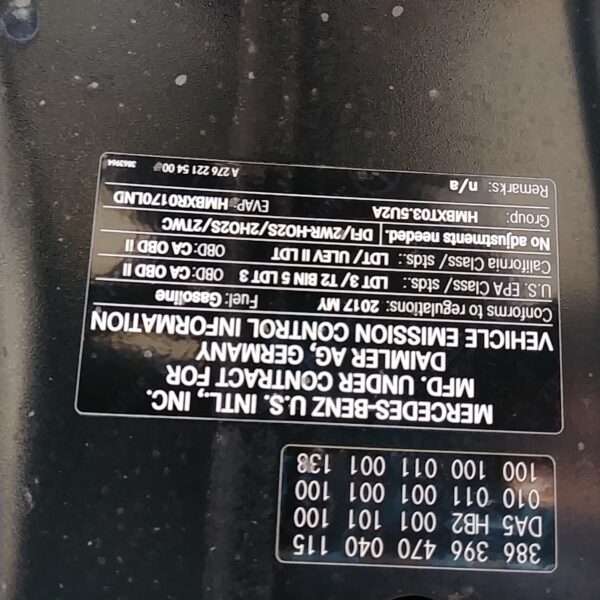 386 396 470 040 115
DA5 HB2 001 101 100
010 011 001 001 100
100 100 011 001 138
MERCEDES-BENZ U.S. INTL., INC.
MFD. UNDER CONTRACT FOR
DAIMLER AG, GERMANY
VEHICLE EMISSION CONTROL INFORMATION
Conforms to regulations: 2017 MY Fuel: Gasoline
U.S. EPA Class/ stds.: LDT 3/ T2 BIN 5 LDT 3 OBD: CA OBD II
California Class/ stds.: LDT/ ULEV II LDT OBD: CA OBD II
No adjustments needed. DFI/2WR-HO2S/2HO2S/2TWC
Group: HMBXT03.5U2A EVAP: HMBXR0170LND
Remarks: n/a
A 276 221 54 00 3863964